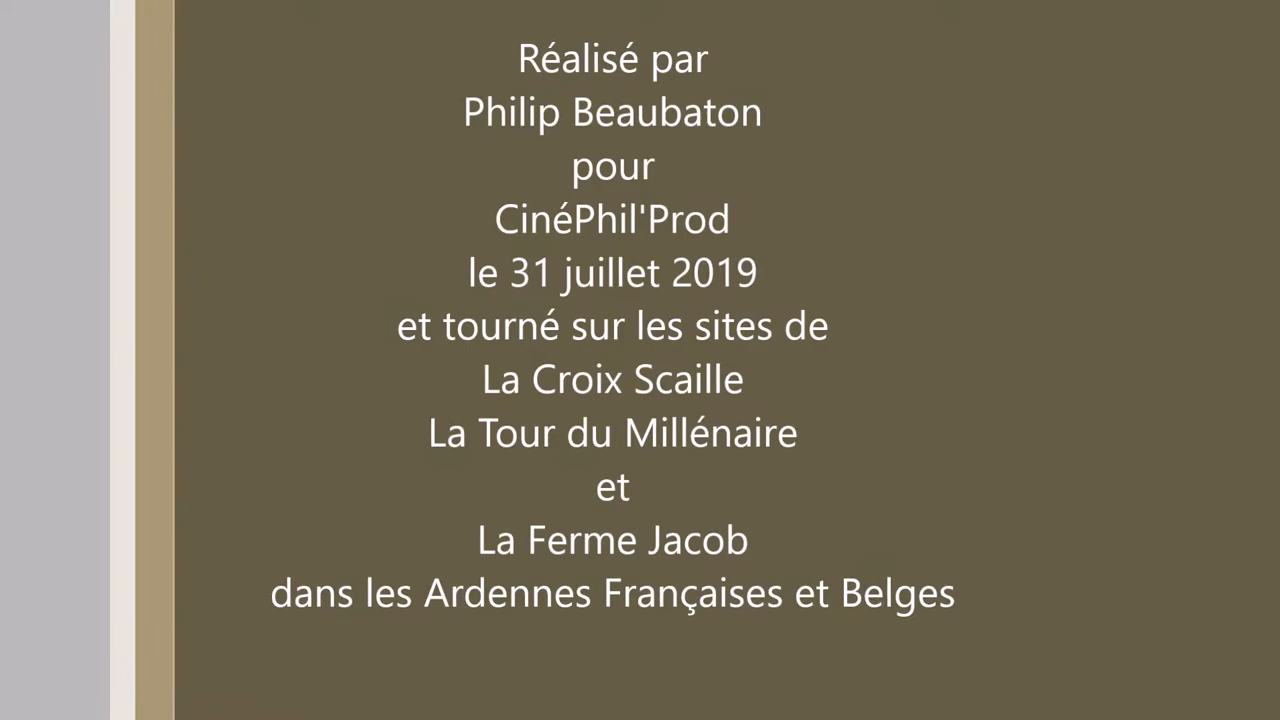 Réalisé par
Philip Beaubaton
pour
CinéPhil'Prod
le 31 juillet 2019
et tourné sur les sites de
La Croix Scaille
La Tour du Millénaire
et
La Ferme Jacob
dans les Ardennes Françaises et Belges